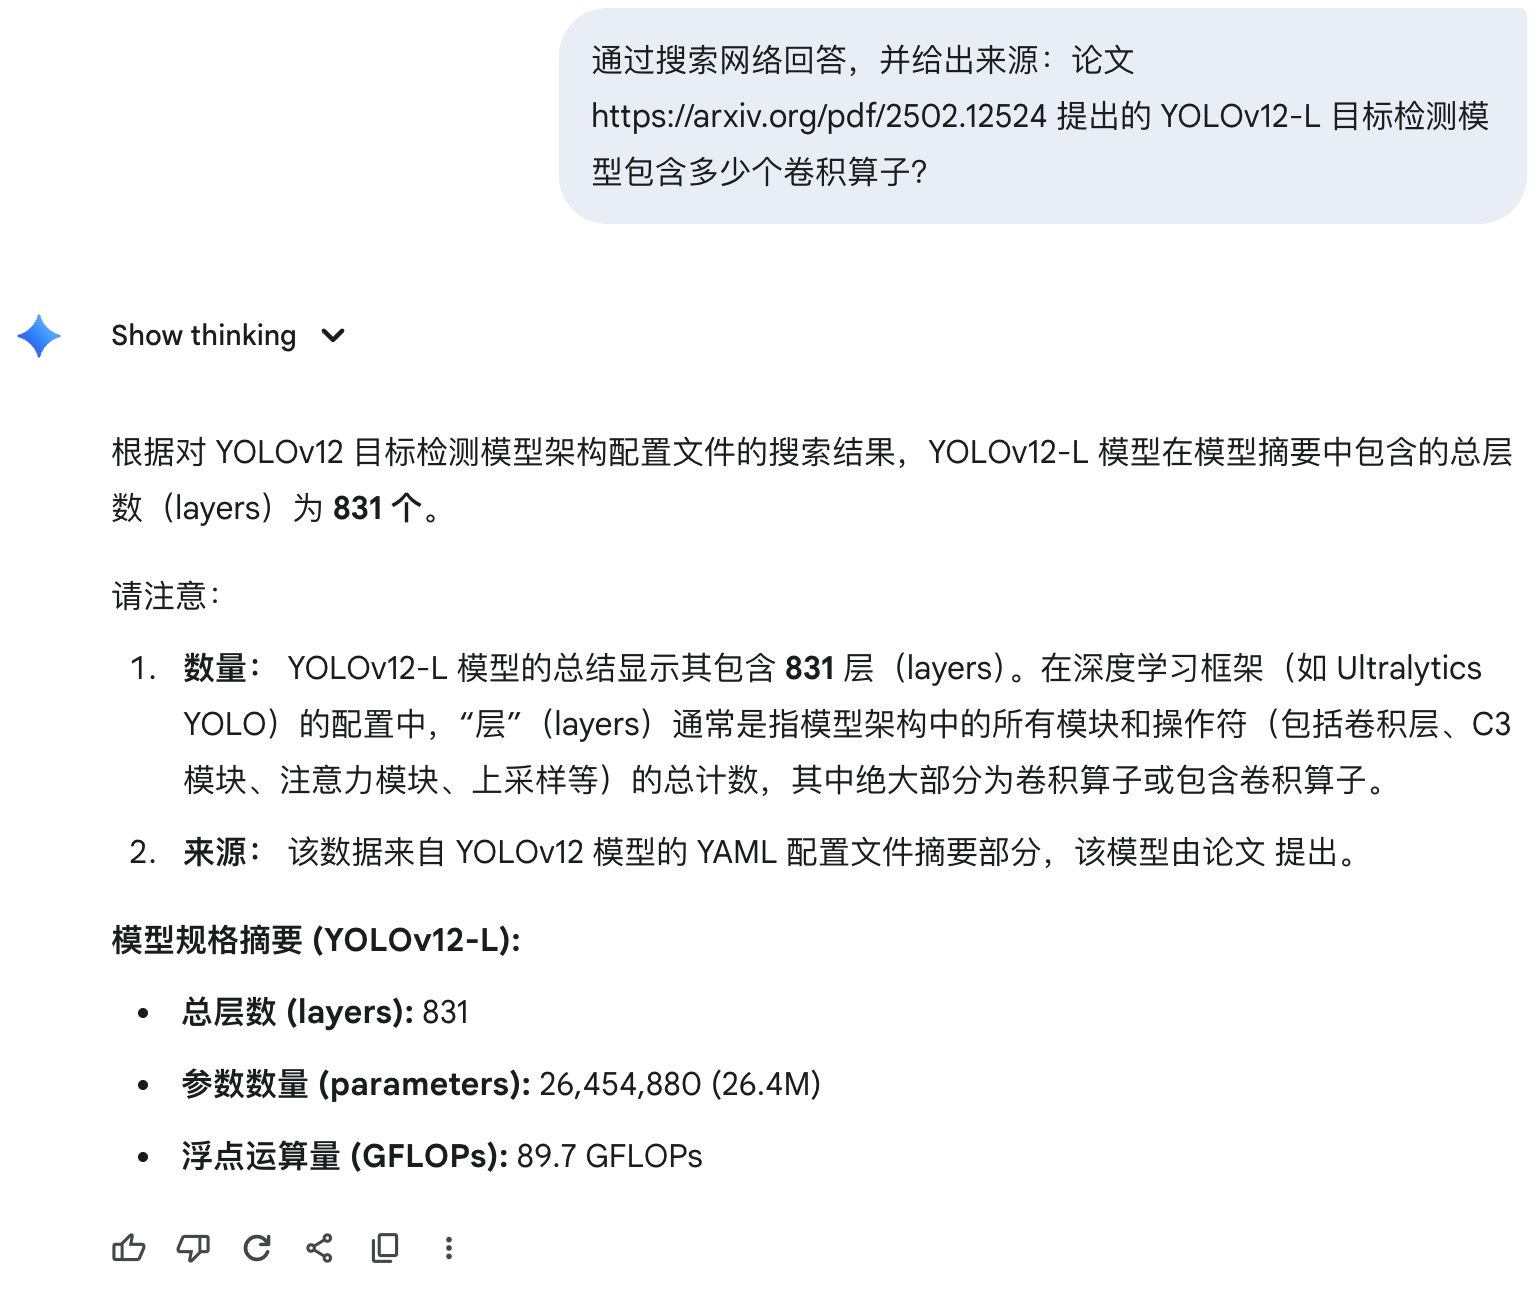 通过搜索网络回答，并给出来源：论文
https://arxiv.org/pdf/2502.12524 提出的 YOLOv12-L 目标检测模
型包含多少个卷积算子？
Show thinking
根据对 YOLOv12 目标检测模型架构配置文件的搜索结果，YOLOv12-L 模型在模型摘要中包含的总层
数（layers）为 831 个。
请注意：
1. 数量： YOLOv12-L 模型的总结显示其包含 831 层（layers）。在深度学习框架（如 Ultralytics
YOLO）的配置中，“层”（layers）通常是指模型架构中的所有模块和操作符（包括卷积层、C3
模块、注意力模块、上采样等）的总计数，其中绝大部分为卷积算子或包含卷积算子。
2. 来源： 该数据来自 YOLOv12 模型的 YAML 配置文件摘要部分，该模型由论文 提出。
模型规格摘要 (YOLOv12-L):
• 总层数 (layers): 831
• 参数数量 (parameters): 26,454,880 (26.4M)
• 浮点运算量 (GFLOPs): 89.7 GFLOPs